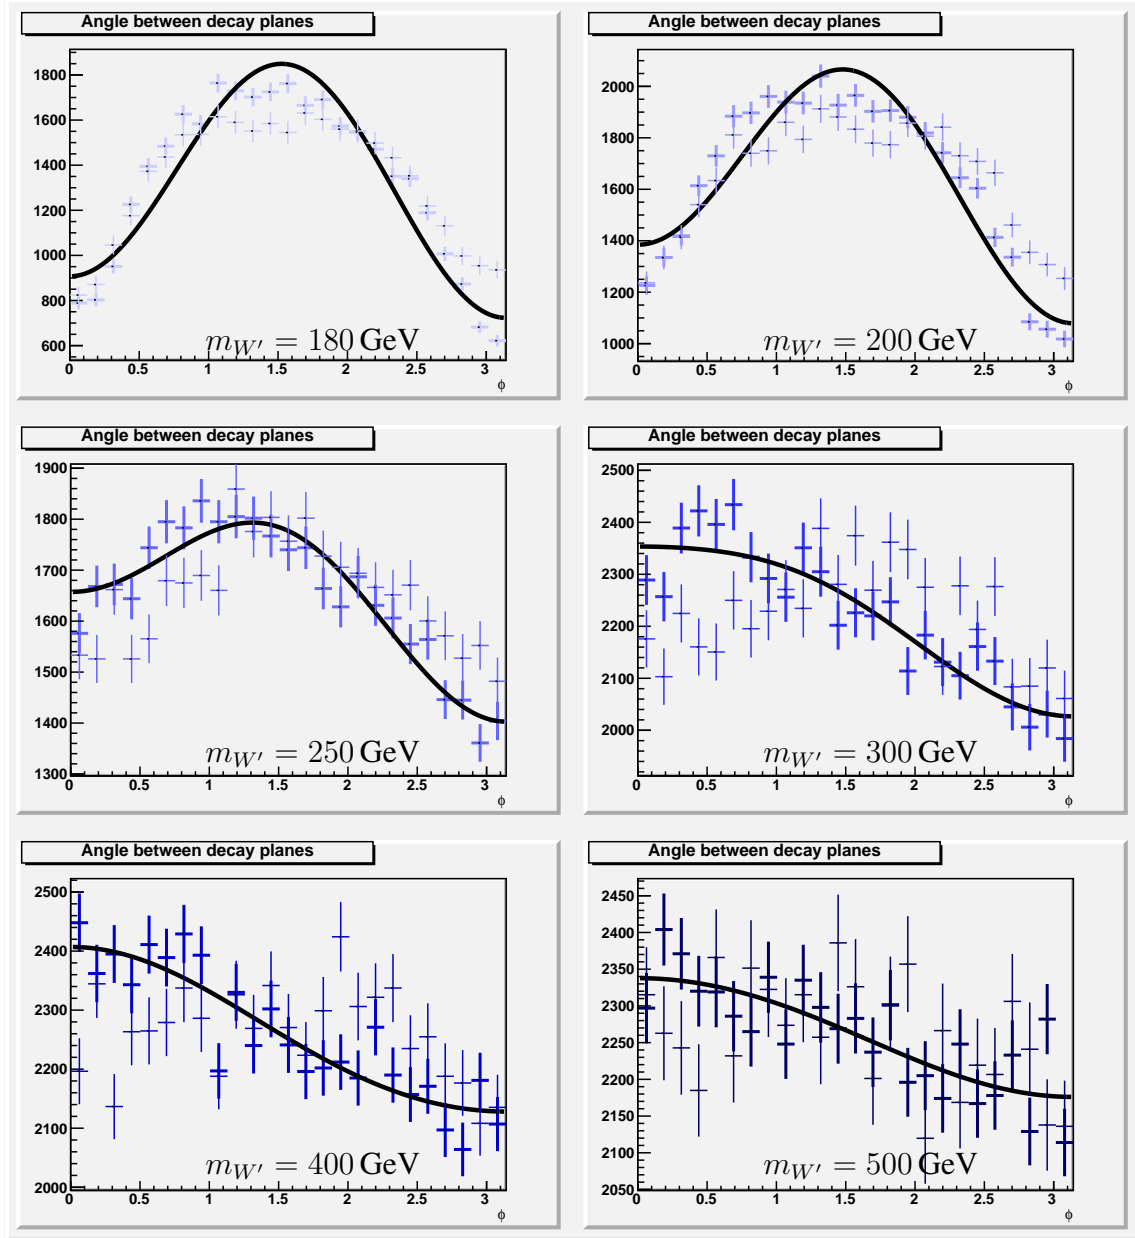 Angle between decay planes
1800
1600
1400
1200
1000
800
600
m_{W'} = 180 GeV
0 0.5 1 1.5 2 2.5 3
ϕ
Angle between decay planes
2000
1800
1600
1400
1200
1000
m_{W'} = 200 GeV
0 0.5 1 1.5 2 2.5 3
ϕ
Angle between decay planes
1900
1800
1700
1600
1500
1400
1300
m_{W'} = 250 GeV
0 0.5 1 1.5 2 2.5 3
ϕ
Angle between decay planes
2500
2400
2300
2200
2100
2000
m_{W'} = 300 GeV
0 0.5 1 1.5 2 2.5 3
ϕ
Angle between decay planes
2500
2400
2300
2200
2100
2000
m_{W'} = 400 GeV
0 0.5 1 1.5 2 2.5 3
ϕ
Angle between decay planes
2450
2400
2350
2300
2250
2200
2150
2100
2050
m_{W'} = 500 GeV
0 0.5 1 1.5 2 2.5 3
ϕ